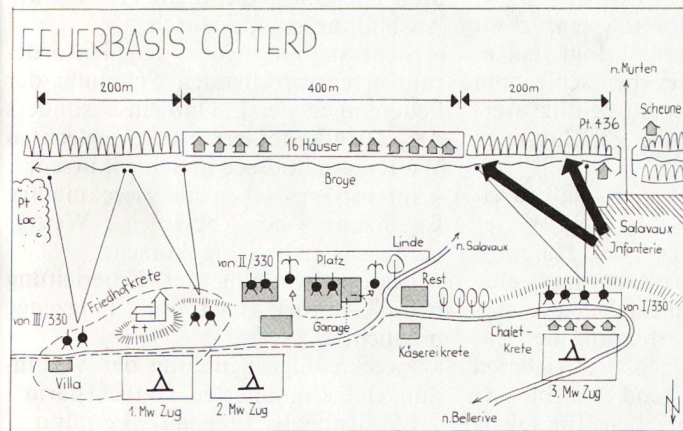 FEUERBASIS COTTERD
200m
400m
200m
n. Murten
Pt. 436
Scheune
16 Häuser
Broye
Pt
Lac
Salavaux
Infanterie
Linde
Platz
n. Salavaux
von II/330
Friedhofkrete
von III/330
Rest
von I/330
Garage
Käsereikrete
Chalet-
Krete
Villa
1. Mw Zug
2. Mw Zug
3. Mw Zug
n. Bellerive
N